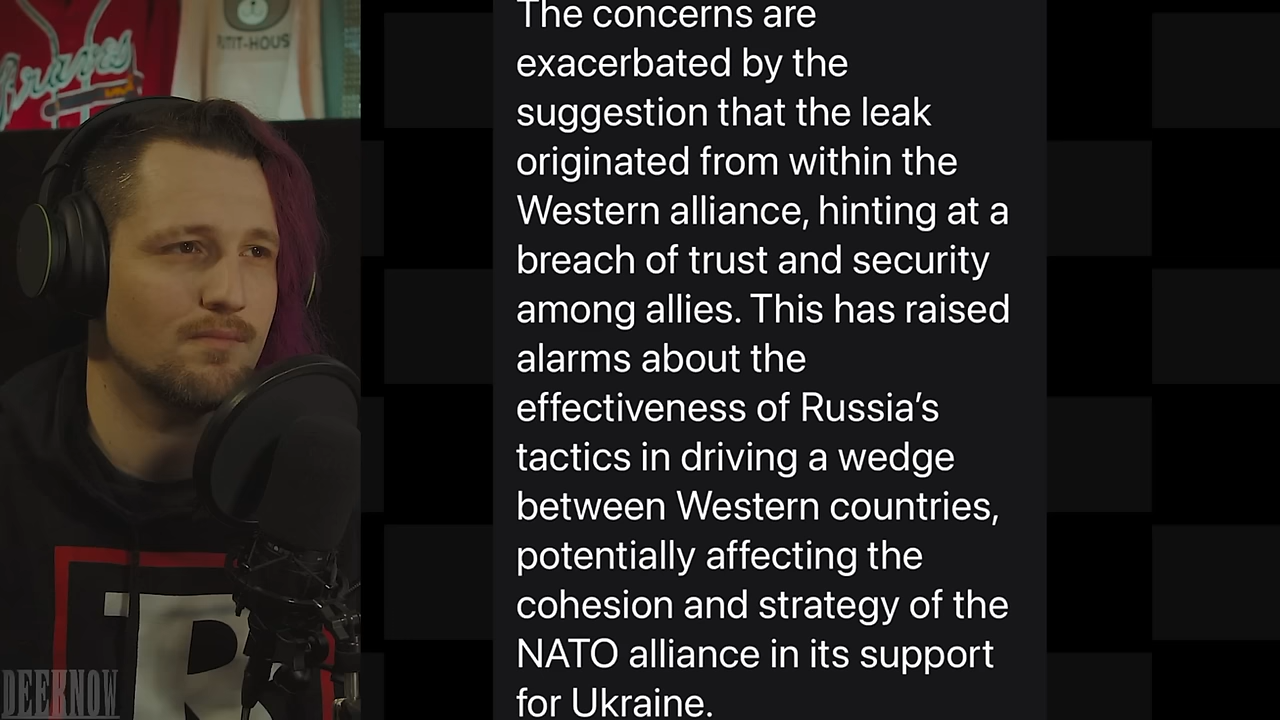 Braves
The concerns are
exacerbated by the
suggestion that the leak
originated from within the
Western alliance, hinting at a
breach of trust and security
among allies. This has raised
alarms about the
effectiveness of Russia’s
tactics in driving a wedge
between Western countries,
potentially affecting the
cohesion and strategy of the
NATO alliance in its support
for Ukraine.
R
DEEKNOW